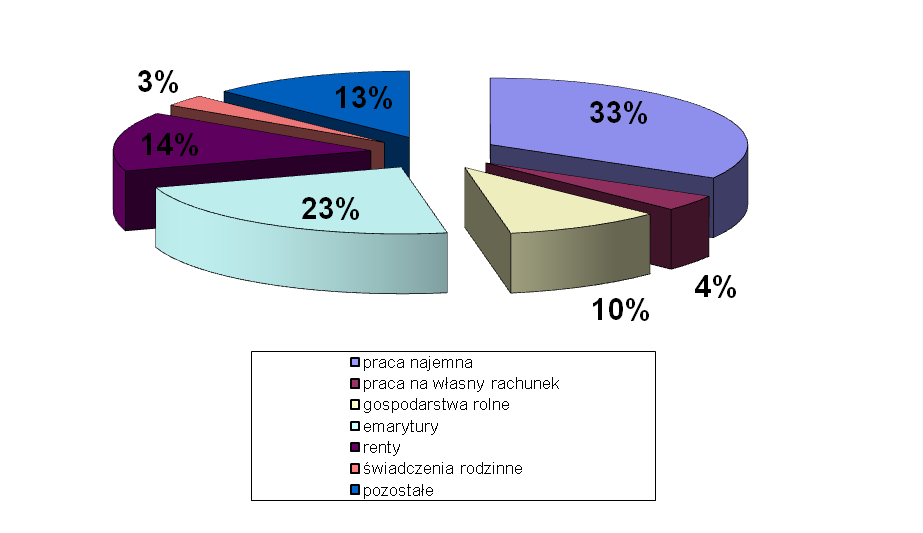 3%
13%
33%
14%
23%
4%
10%
praca najemna
praca na własny rachunek
gospodarstwa rolne
emarytury
renty
świadczenia rodzinne
pozostałe